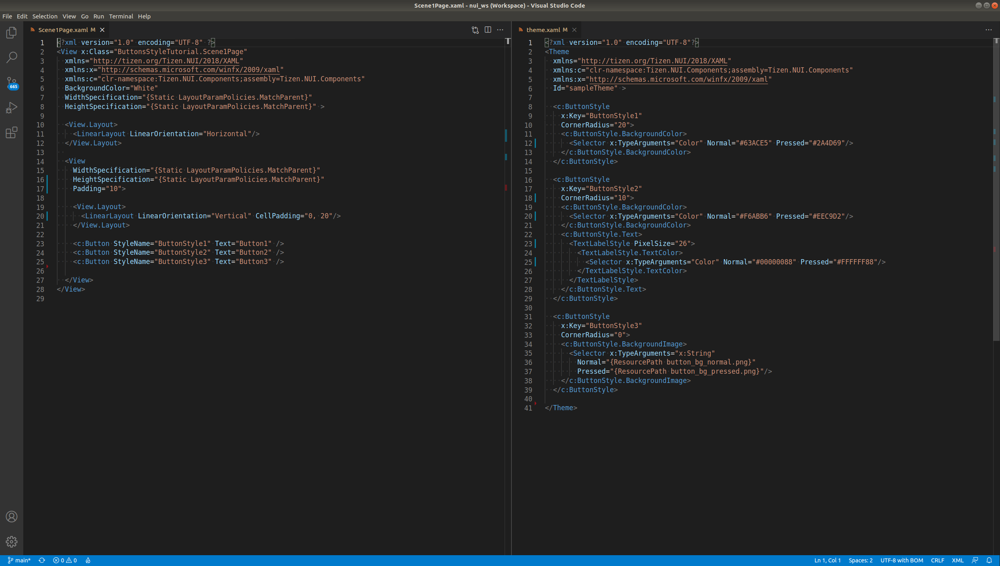 Scene1Page.xaml - nui_ws (Workspace) - Visual Studio Code
File Edit Selection View Go Run Terminal Help
Scene1Page.xaml M
665
1 <?xml version="1.0" encoding="UTF-8" ?>
2 <View x:Class="ButtonsStyleTutorial.Scene1Page"
3 xmlns="http://tizen.org/Tizen.NUI/2018/XAML"
4 xmlns:x="http://schemas.microsoft.com/winfx/2009/xaml"
5 xmlns:c="clr-namespace:Tizen.NUI.Components;assembly=Tizen.NUI.Components"
6 BackgroundColor="White"
7 WidthSpecification="{Static LayoutParamPolicies.MatchParent}"
8 HeightSpecification="{Static LayoutParamPolicies.MatchParent}" >
9
10 <View.Layout>
11 <LinearLayout LinearOrientation="Horizontal"/>
12 </View.Layout>
13
14 <View
15 WidthSpecification="{Static LayoutParamPolicies.MatchParent}"
16 HeightSpecification="{Static LayoutParamPolicies.MatchParent}"
17 Padding="10">
18
19 <View.Layout>
20 <LinearLayout LinearOrientation="Vertical" CellPadding="0, 20"/>
21 </View.Layout>
22
23 <c:Button StyleName="ButtonStyle1" Text="Button1" />
24 <c:Button StyleName="ButtonStyle2" Text="Button2" />
25 <c:Button StyleName="ButtonStyle3" Text="Button3" />
26
27 </View>
28 </View>
29
theme.xaml M
1 <?xml version="1.0" encoding="UTF-8"?>
2 <Theme
3 xmlns="http://tizen.org/Tizen.NUI/2018/XAML"
4 xmlns:c="clr-namespace:Tizen.NUI.Components;assembly=Tizen.NUI.Components"
5 xmlns:x="http://schemas.microsoft.com/winfx/2009/xaml"
6 Id="sampleTheme" >
7
8 <c:ButtonStyle
9 x:Key="ButtonStyle1"
10 CornerRadius="20">
11 <c:ButtonStyle.BackgroundColor>
12 <Selector x:TypeArguments="Color" Normal="#63ACE5" Pressed="#2A4D69"/>
13 </c:ButtonStyle.BackgroundColor>
14 </c:ButtonStyle>
15
16 <c:ButtonStyle
17 x:Key="ButtonStyle2"
18 CornerRadius="10">
19 <c:ButtonStyle.BackgroundColor>
20 <Selector x:TypeArguments="Color" Normal="#F6ABB6" Pressed="#EEC9D2"/>
21 </c:ButtonStyle.BackgroundColor>
22 <c:ButtonStyle.Text>
23 <TextLabelStyle PixelSize="26">
24 <TextLabelStyle.TextColor>
25 <Selector x:TypeArguments="Color" Normal="#00000088" Pressed="#FFFFFF88"/>
26 </TextLabelStyle.TextColor>
27 </TextLabelStyle>
28 </c:ButtonStyle.Text>
29 </c:ButtonStyle>
30
31 <c:ButtonStyle
32 x:Key="ButtonStyle3"
33 CornerRadius="0">
34 <c:ButtonStyle.BackgroundImage>
35 <Selector x:TypeArguments="x:String"
36 Normal="{ResourcePath button_bg_normal.png}"
37 Pressed="{ResourcePath button_bg_pressed.png}"/>
38 </c:ButtonStyle.BackgroundImage>
39 </c:ButtonStyle>
40
41 </Theme>
main* 0 0 Ln 1, Col 1 Spaces: 2 UTF-8 with BOM CRLF XML